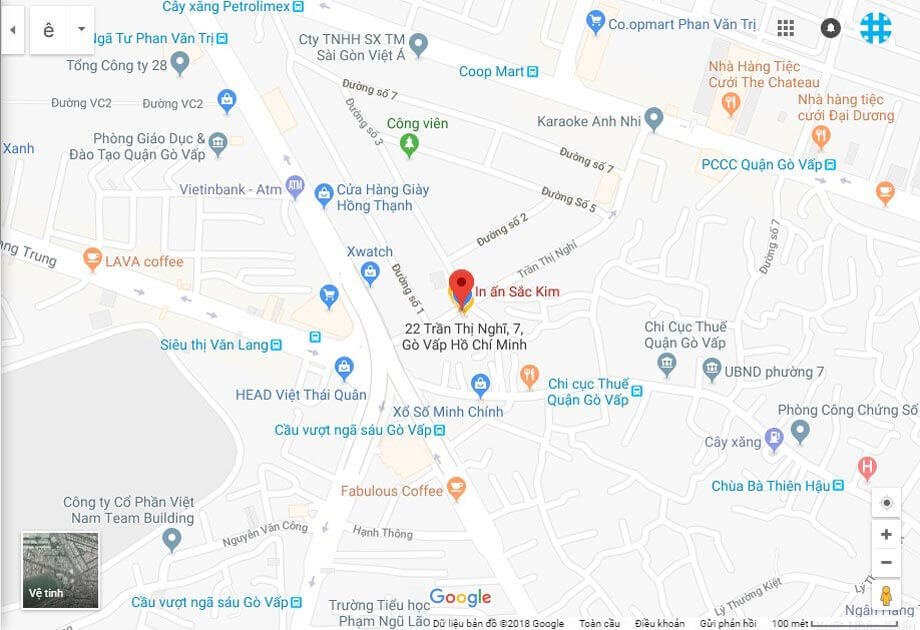 Cây xăng Petrolimex
ê
Ngã Tư Phan Văn Trị
Tổng Công ty 28
Cty TNHH SX TM
Sài Gòn Việt Á
Co.opmart Phan Văn Trị
Coop Mart
Nhà Hàng Tiệc
Cưới The Chateau
Nhà hàng tiệc
cưới Đại Dương
Đường VC2
Đường VC2
Đường số 7
Đường số 3
Công viên
Karaoke Anh Nhi
Xanh
Phòng Giáo Dục &
Đào Tạo Quận Gò Vấp
Đường số 7
PCCC Quận Gò Vấp
Vietinbank - Atm
ATM
Cửa Hàng Giày
Hồng Thạnh
Đường Số 5
Đường số 2
Đường số 7
ng Trung
LAVA coffee
Xwatch
Đường số 1
Trần Thị Nghỉ
In ấn Sắc Kim
22 Trần Thị Nghĩ, 7,
Gò Vấp Hồ Chí Minh
Siêu thị Văn Lang
Chi Cục Thuế
Quận Gò Vấp
UBND phường 7
HEAD Việt Thái Quân
Xổ Số Minh Chính
Chi cục Thuế
Quận Gò Vấp
Phòng Công Chứng Số
Cầu vượt ngã sáu Gò Vấp
Cây xăng
H
Fabulous Coffee
Chùa Bà Thiên Hậu
Công ty Cổ Phần Việt
Nam Team Building
Nguyễn Văn Công
Hạnh Thông
Vệ tinh
Cầu vượt ngã sáu Gò Vấp
Trường Tiểu học
Phạm Ngũ Lão
Google
Lý Thường Kiệt
Lý Th
Ngân Hàng
Dữ liệu bản đồ ©2018 Google Toàn cầu Điều khoản Gửi phản hồi 100 mét